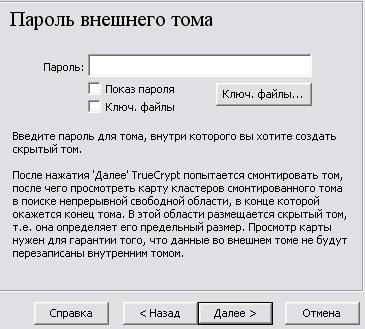 Пароль внешнего тома
Пароль:
Показ пароля
Ключ. файлы
Ключ. файлы...
Введите пароль для тома, внутри которого вы хотите создать
скрытый том.
После нажатия 'Далее' TrueCrypt попытается смонтировать том,
после чего просмотреть карту кластеров смонтированного тома
в поиске непрерывной свободной области, в конце которой
окажется конец тома. В этой области размещается скрытый том,
т.е. она определяет его предельный размер. Просмотр карты
нужен для гарантии того, что данные во внешнем томе не будут
перезаписаны внутренним томом.
Справка
< Назад
Далее >
Отмена